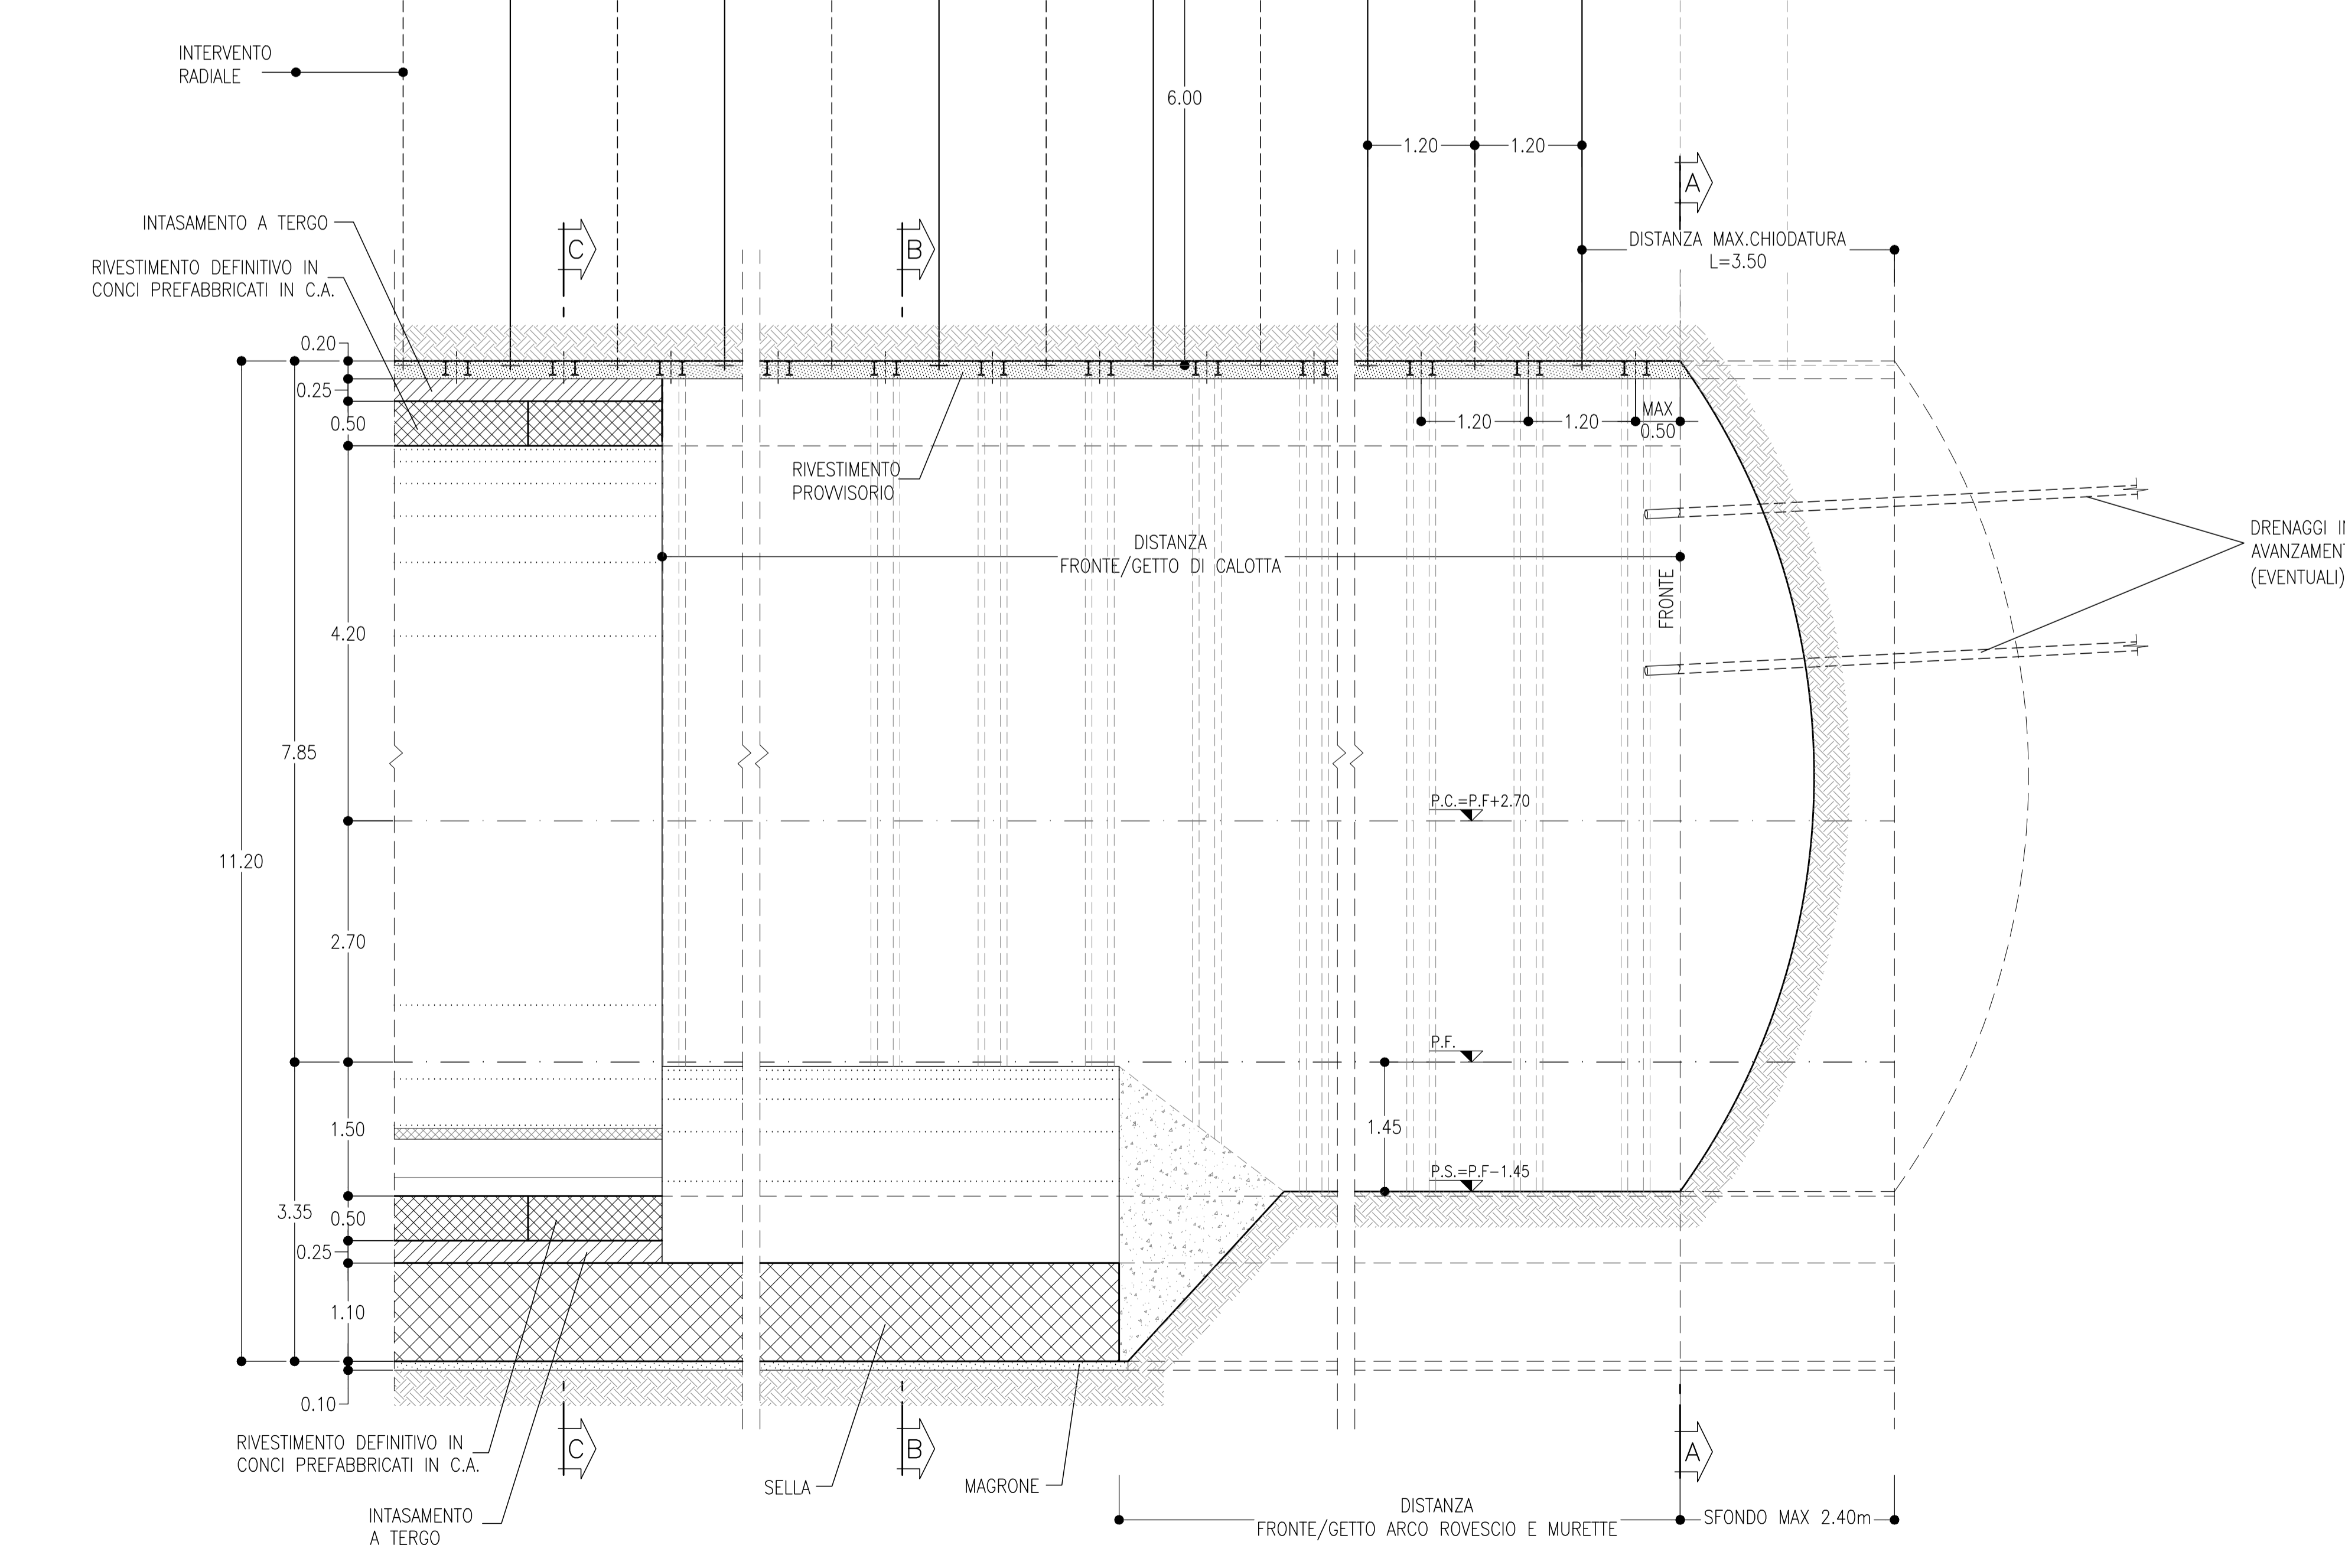 INTERVENTO
RADIALE
6.00
1.20
1.20
A
INTASAMENTO A TERGO
C
B
DISTANZA MAX.CHIODATURA
L=3.50
RIVESTIMENTO DEFINITIVO IN
CONCI PREFABBRICATI IN C.A.
0.20
0.25
0.50
1.20
1.20
MAX
0.50
RIVESTIMENTO
PROVVISORIO
DRENAGGI
AVANZAMEN
(EVENTUALI)
DISTANZA
FRONTE/GETTO DI CALOTTA
FRONTE
4.20
7.85
P.C.=P.F+2.70
11.20
2.70
P.F.
1.50
1.45
P.S.=P.F-1.45
3.35
0.50
0.25
1.10
0.10
RIVESTIMENTO DEFINITIVO IN
CONCI PREFABBRICATI IN C.A.
C
B
A
SELLA
MAGRONE
INTASAMENTO
A TERGO
DISTANZA
FRONTE/GETTO ARCO ROVESCIO E MURETTE
SFONDO MAX 2.40m